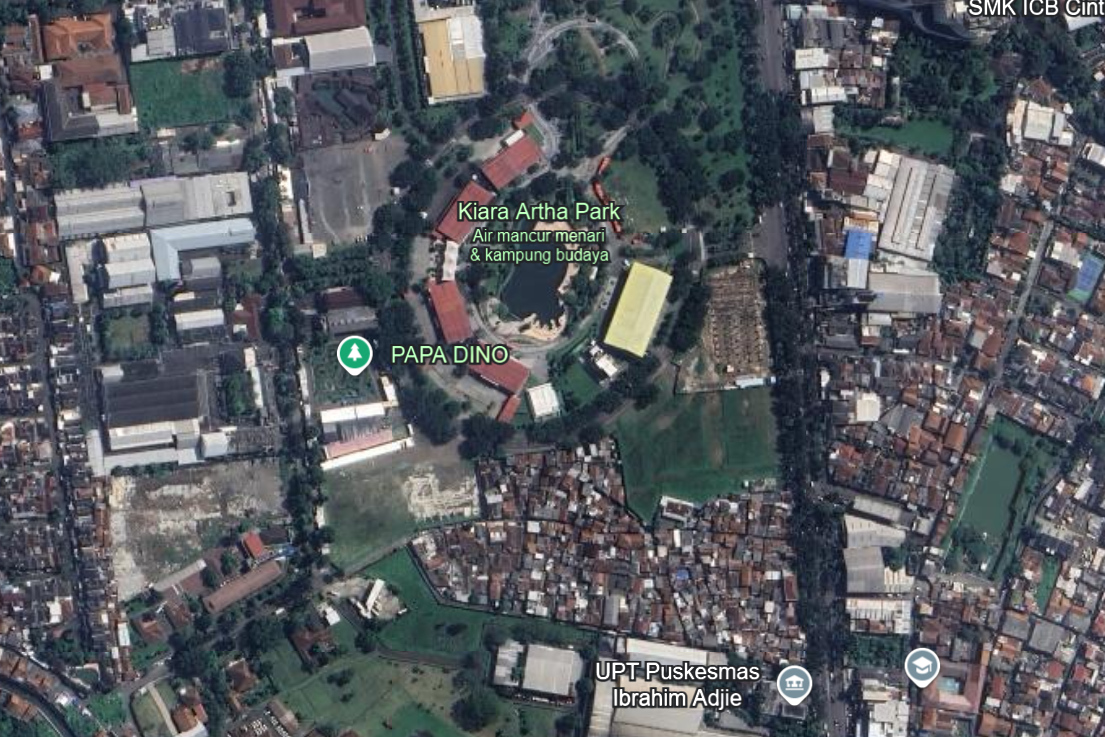 SMK ICB Cint
Kiara Artha Park
Air mancur menari
& kampung budaya
PAPA DINO
UPT Puskesmas
Ibrahim Adjie